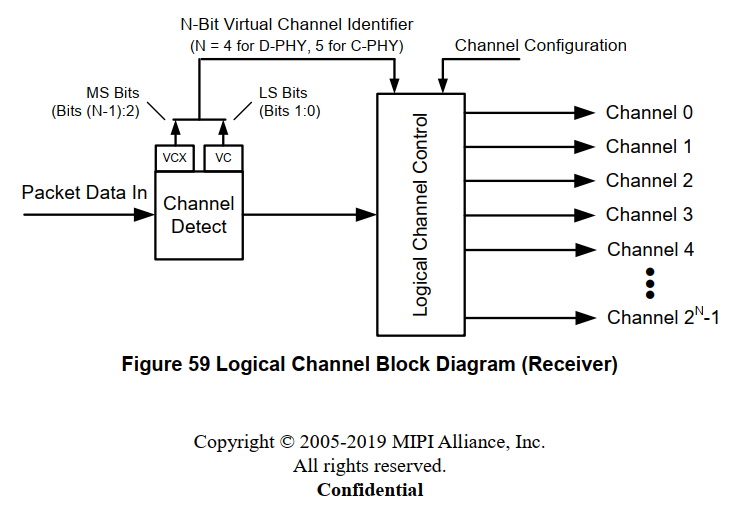 N-Bit Virtual Channel Identifier
(N = 4 for D-PHY, 5 for C-PHY)
Channel Configuration
MS Bits
(Bits (N-1):2)
LS Bits
(Bits 1:0)
VCX
VC
Packet Data In
Channel
Detect
Logical Channel Control
Channel 0
Channel 1
Channel 2
Channel 3
Channel 4
Channel 2ᴺ-1
Figure 59 Logical Channel Block Diagram (Receiver)
Copyright © 2005-2019 MIPI Alliance, Inc.
All rights reserved.
Confidential